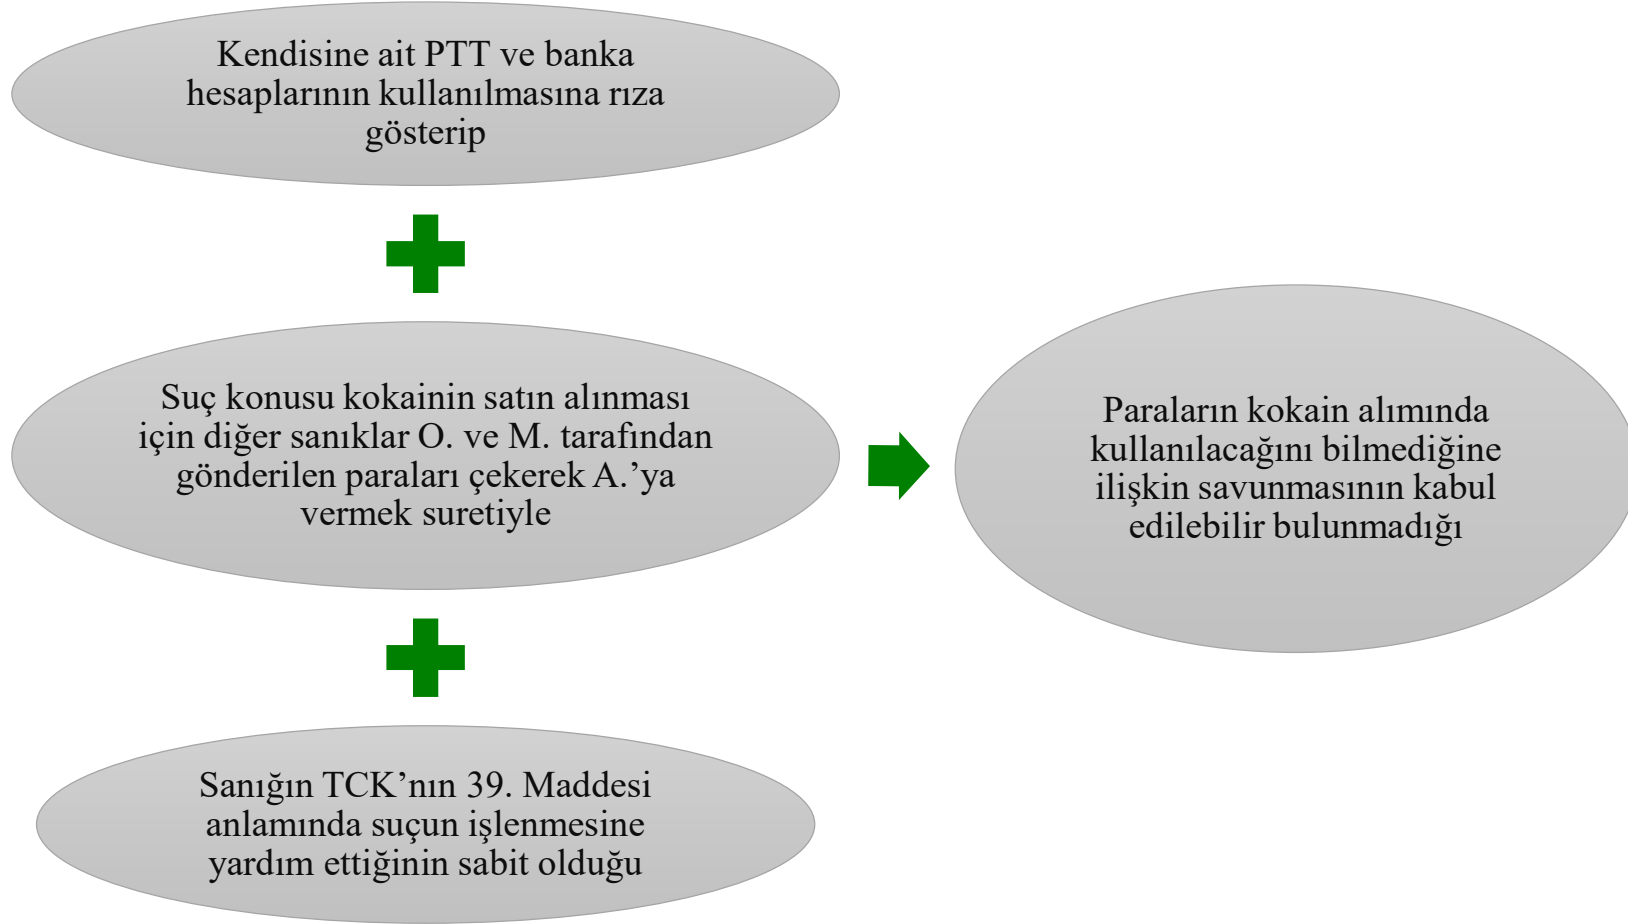 Kendisine ait PTT ve banka
hesaplarının kullanılmasına rıza
gösterip
Suç konusu kokainin satın alınması
için diğer sanıklar O. ve M. tarafından
gönderilen paraları çekerek A.’ya
vermek suretiyle
Sanığın TCK’nın 39. Maddesi
anlamında suçun işlenmesine
yardım ettiğinin sabit olduğu
Paraların kokain alımında
kullanılacağını bilmediğine
ilişkin savunmasının kabul
edilebilir bulunmadığı